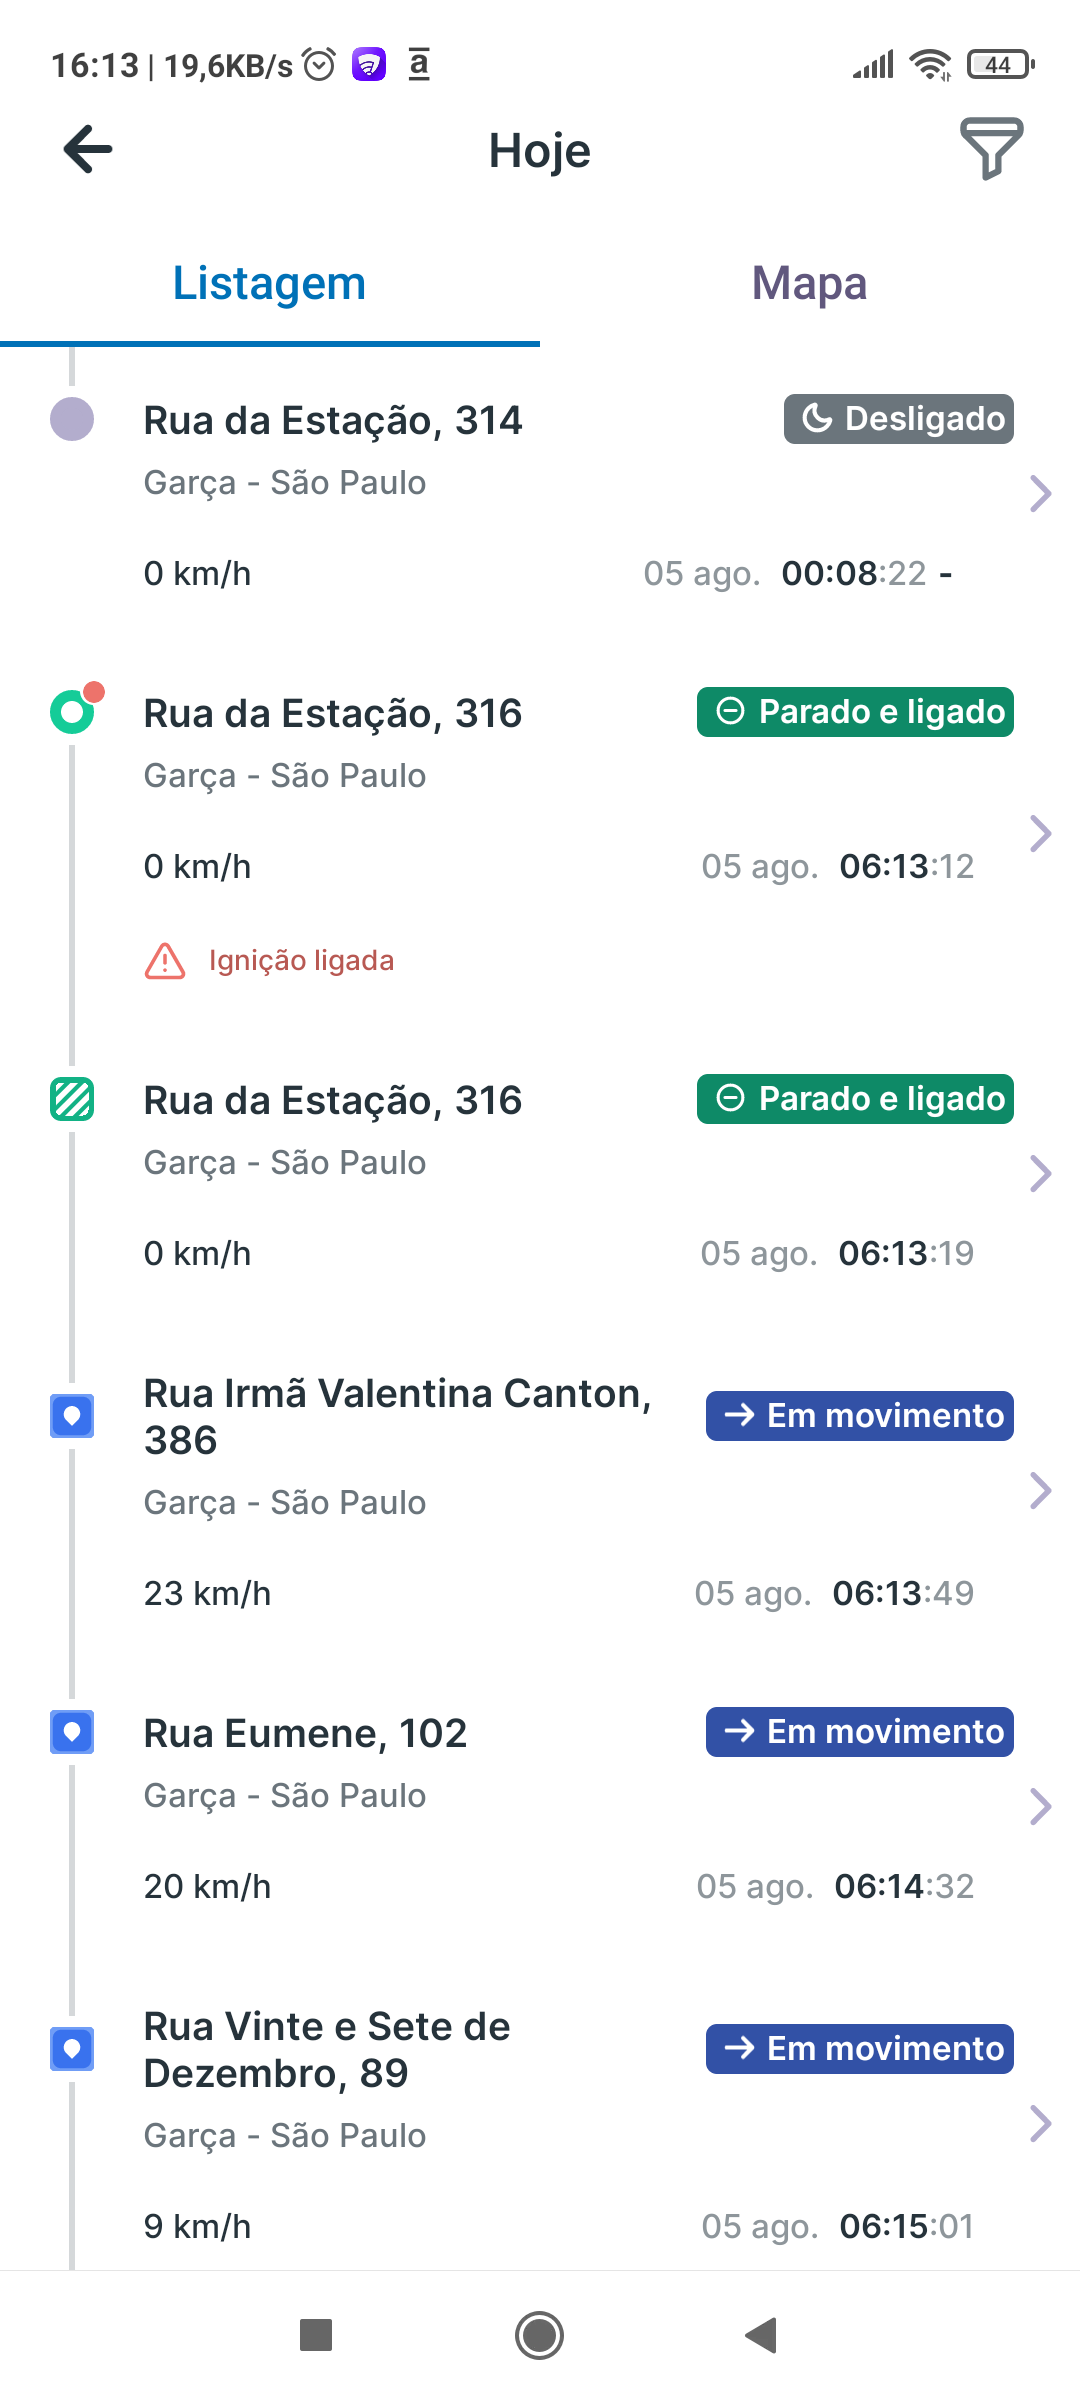 16:13 | 19,6KB/s a 44
Hoje
Listagem Mapa
Rua da Estação, 314 Desligado
Garça - São Paulo
0 km/h 05 ago. 00:08:22 -
Rua da Estação, 316 Parado e ligado
Garça - São Paulo
0 km/h 05 ago. 06:13:12
Ignição ligada
Rua da Estação, 316 Parado e ligado
Garça - São Paulo
0 km/h 05 ago. 06:13:19
Rua Irmã Valentina Canton,
386 Em movimento
Garça - São Paulo
23 km/h 05 ago. 06:13:49
Rua Eumene, 102 Em movimento
Garça - São Paulo
20 km/h 05 ago. 06:14:32
Rua Vinte e Sete de
Dezembro, 89 Em movimento
Garça - São Paulo
9 km/h 05 ago. 06:15:01